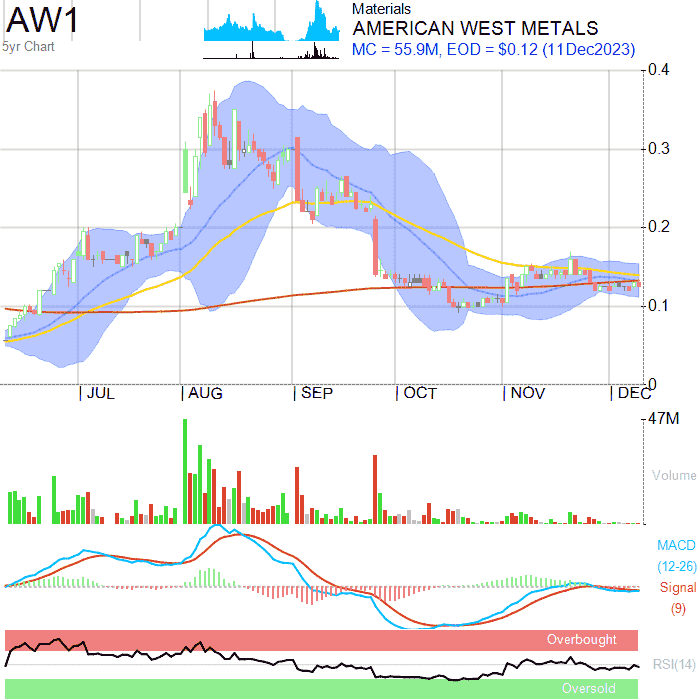 AW1
5yr Chart
Materials
AMERICAN WEST METALS
MC = 55.9M, EOD = $0.12 (11Dec2023)
0.4
0.3
0.2
0.1
0
JUL AUG SEP OCT NOV DEC
47M
Volume
MACD
(12-26)
Signal
(9)
Overbought
RSI(14)
Oversold